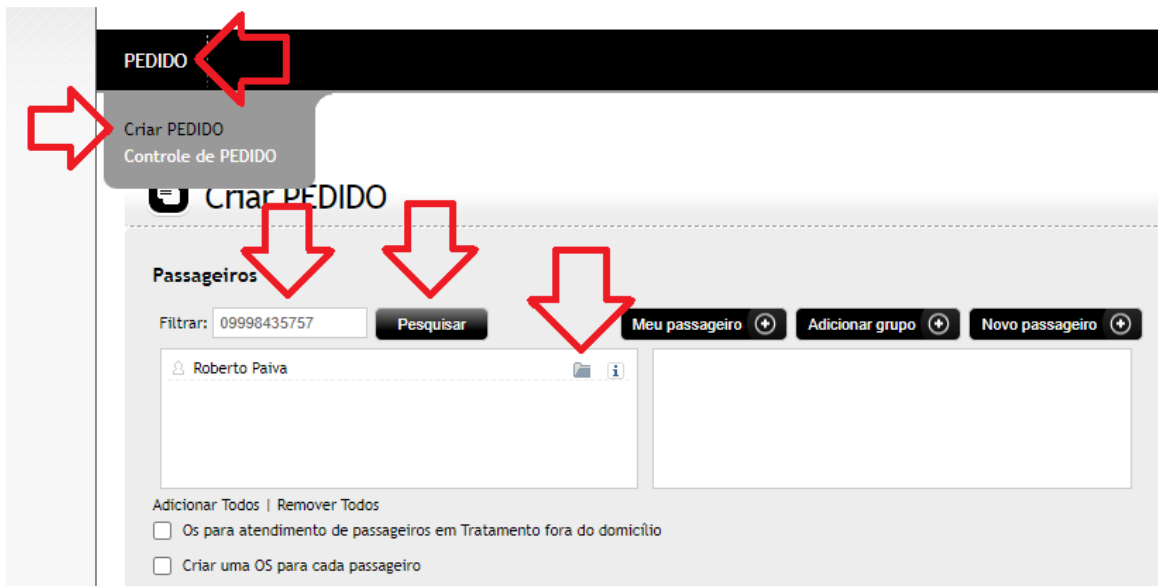 PEDIDO
Criar PEDIDO
Controle de PEDIDO
Criar PEDIDO
Passageiros
Filtrar: 09998435757 Pesquisar Meu passageiro Adicionar grupo Novo passageiro
Roberto Paiva
Adicionar Todos | Remover Todos
Os para atendimento de passageiros em Tratamento fora do domicílio
Criar uma OS para cada passageiro